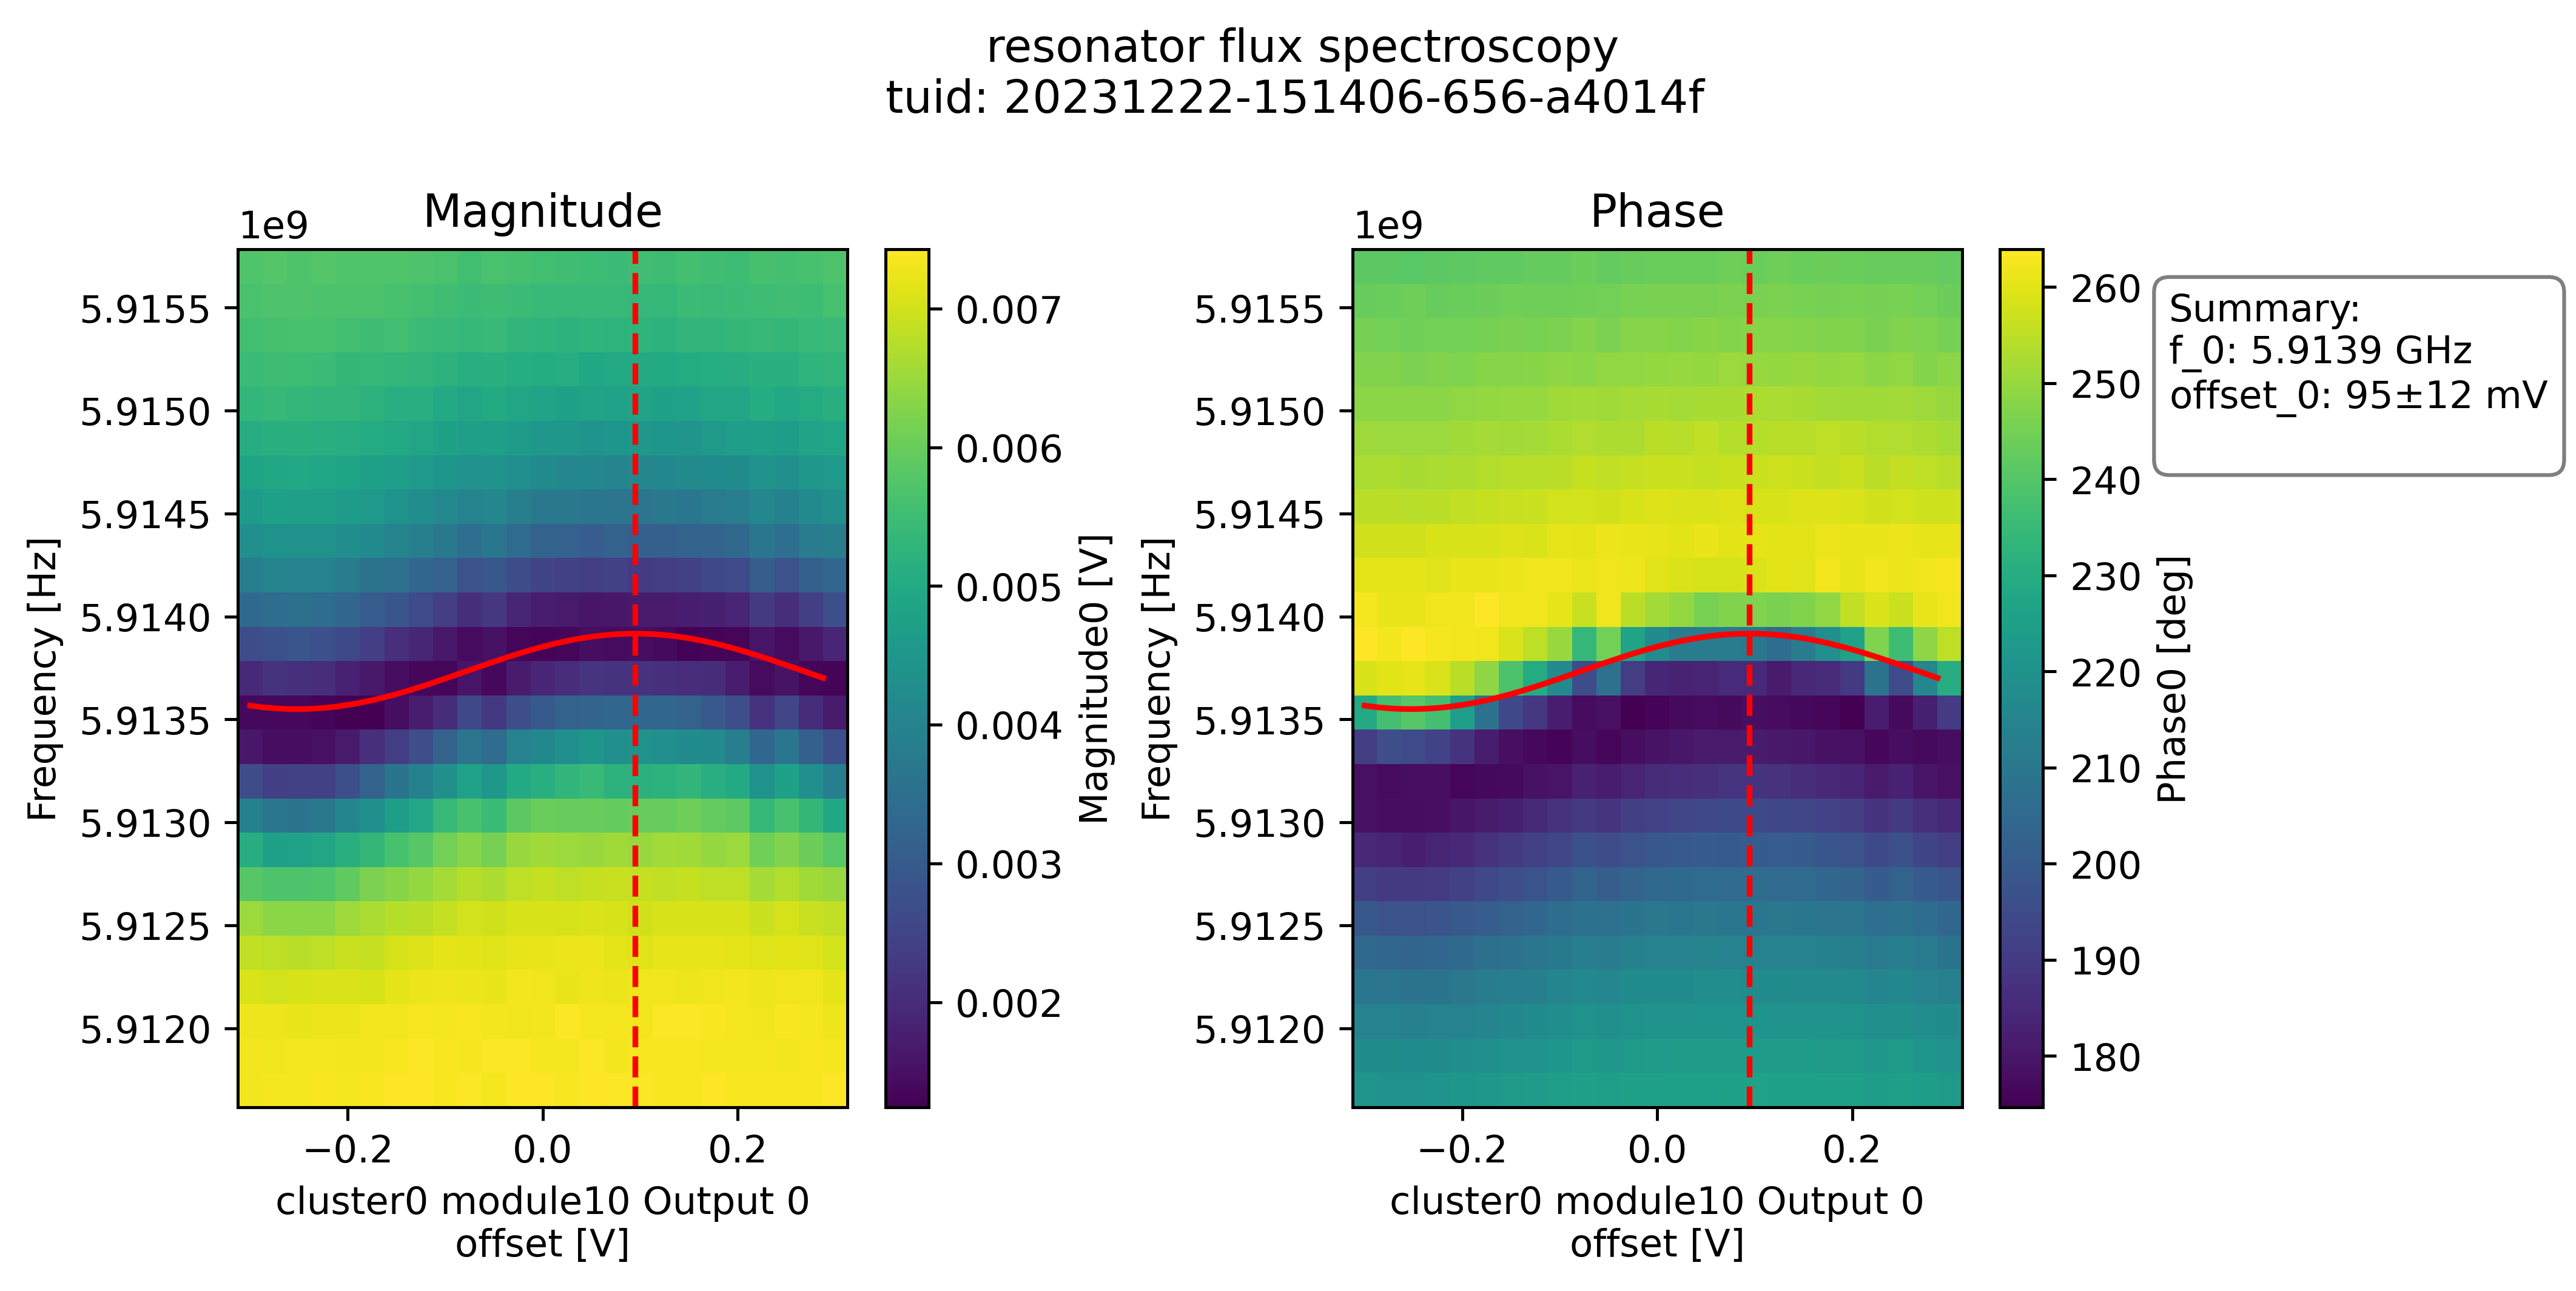 resonator flux spectroscopy
tuid: 20231222-151406-656-a4014f
Magnitude
1e9
5.9155
5.9150
5.9145
5.9140
5.9135
5.9130
5.9125
5.9120
Frequency [Hz]
−0.2
0.0
0.2
cluster0 module10 Output 0
offset [V]
0.007
0.006
0.005
0.004
0.003
0.002
Magnitude0 [V]
Phase
1e9
5.9155
5.9150
5.9145
5.9140
5.9135
5.9130
5.9125
5.9120
Frequency [Hz]
−0.2
0.0
0.2
cluster0 module10 Output 0
offset [V]
260
250
240
230
220
210
200
190
180
Phase0 [deg]
Summary:
f_0: 5.9139 GHz
offset_0: 95±12 mV